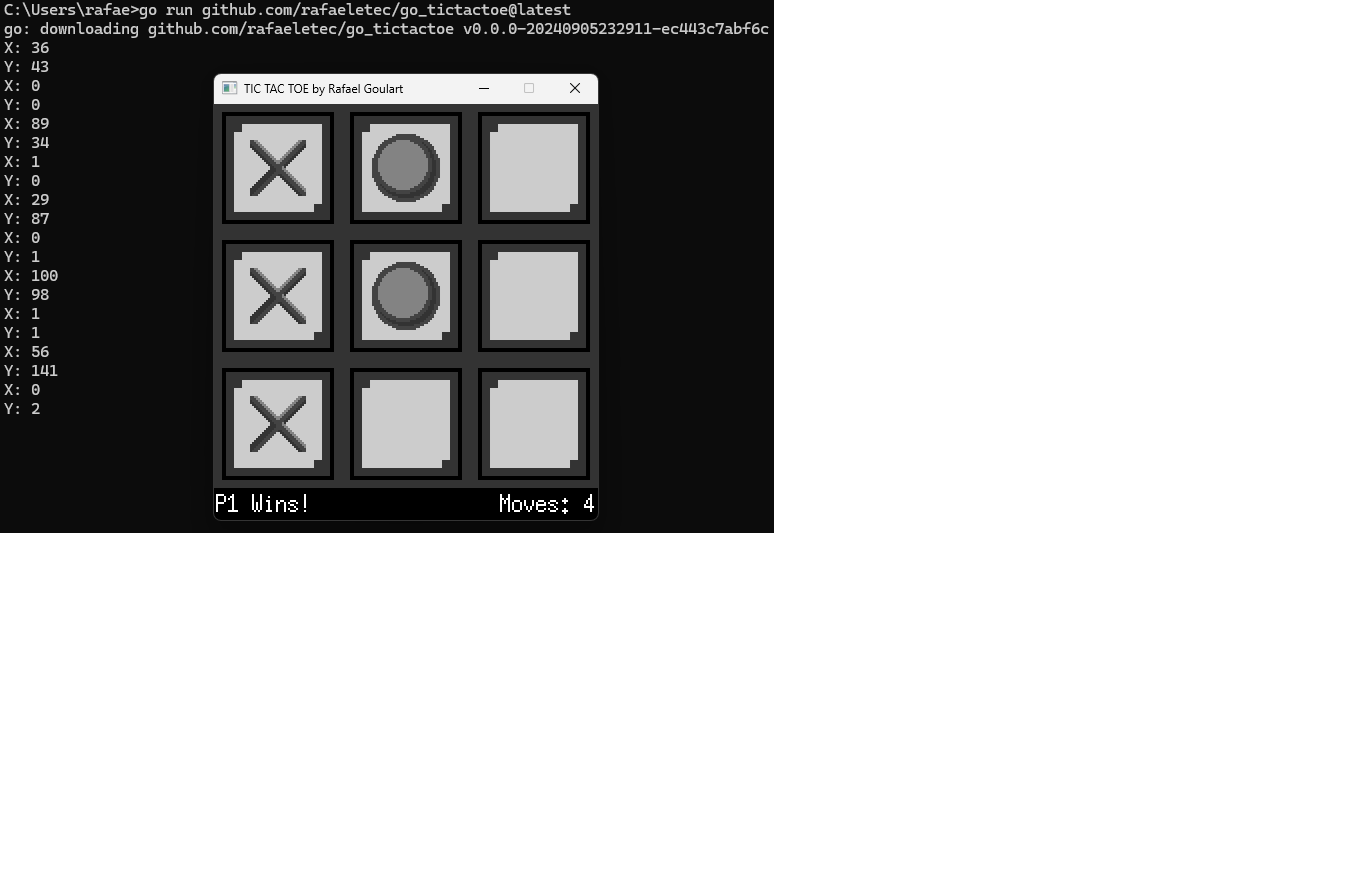 C:\Users\rafae>go run github.com/rafaeletec/go_tictactoe@latest
go: downloading github.com/rafaeletec/go_tictactoe v0.0.0-20240905232911-ec443c7abf6c
X: 36
Y: 43
X: 0
Y: 0
X: 89
Y: 34
X: 1
Y: 0
X: 29
Y: 87
X: 0
Y: 1
X: 100
Y: 98
X: 1
Y: 1
X: 56
Y: 141
X: 0
Y: 2
TIC TAC TOE by Rafael Goulart
P1 Wins!
Moves: 4